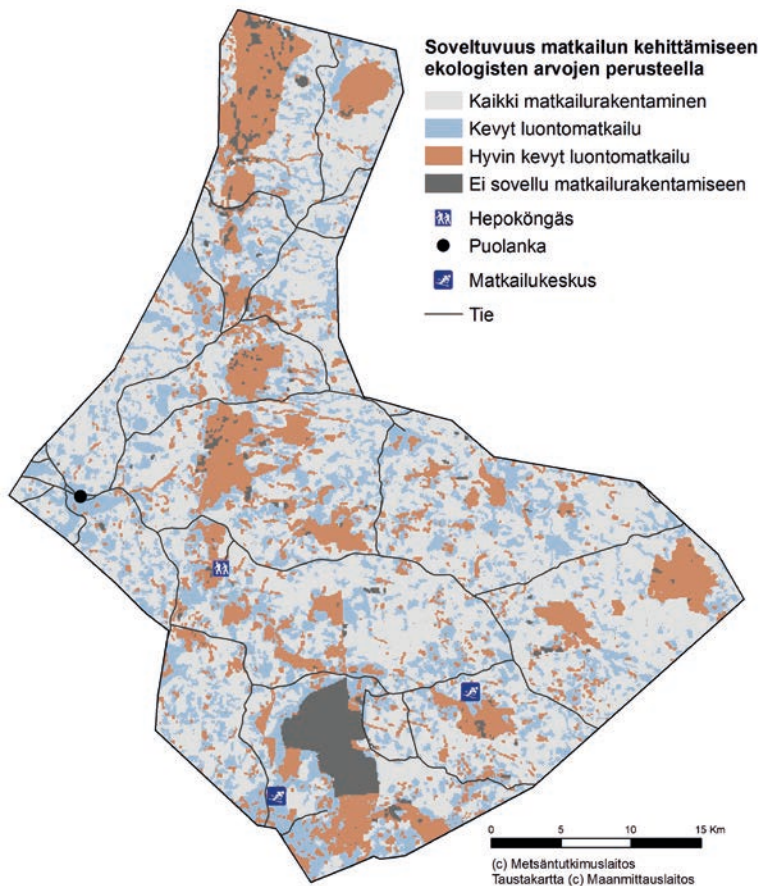 Soveltuvuus matkailun kehittämiseen
ekologisten arvojen perusteella
Kaikki matkailurakentaminen
Kevyt luontomatkailu
Hyvin kevyt luontomatkailu
Ei sovellu matkailurakentamiseen
Hepoköngäs
Puolanka
Matkailukeskus
Tie
0 5 10 15 Km
(c) Metsäntutkimuslaitos
Taustakartta (c) Maanmittauslaitos